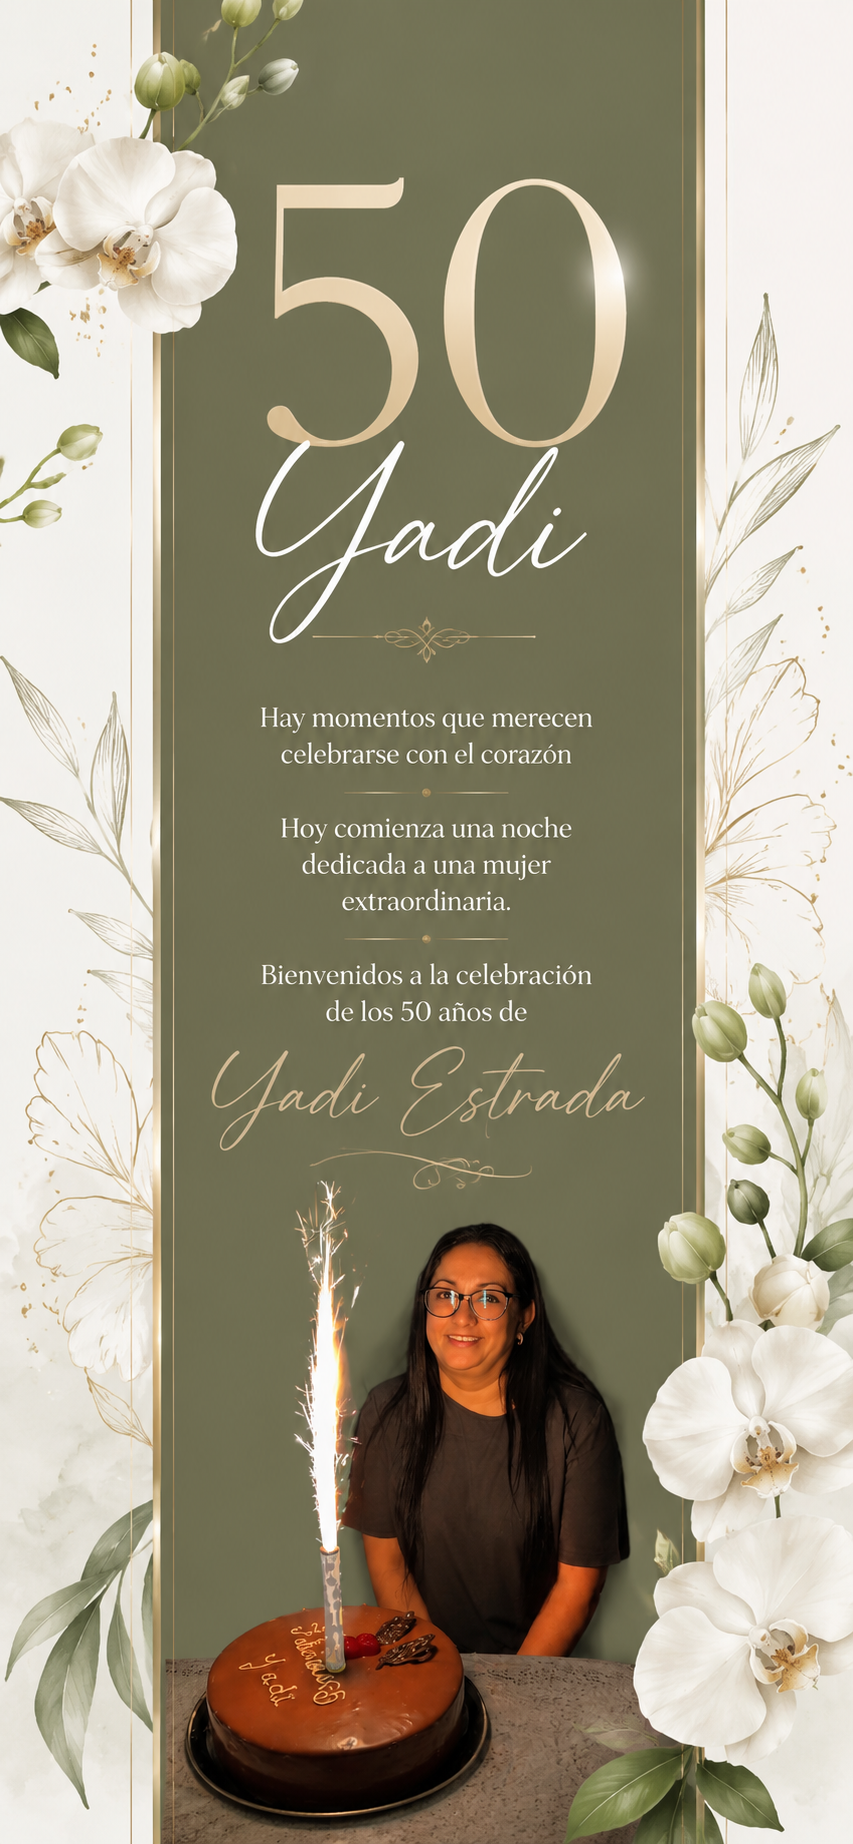 50
Yadi
Hay momentos que merecen
celebrarse con el corazón
Hoy comienza una noche
dedicada a una mujer
extraordinaria.
Bienvenidos a la celebración
de los 50 años de
Yadi Estrada
Felicidades
Yadi